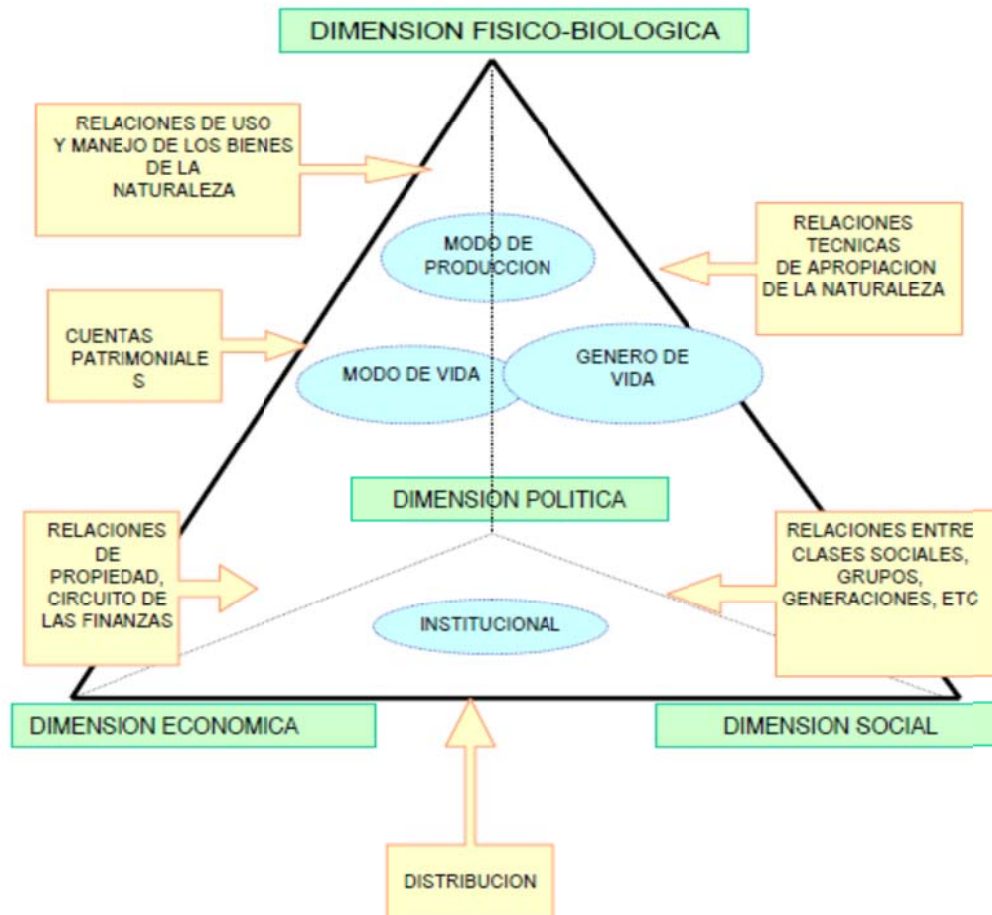 DIMENSION FISICO-BIOLOGICA
RELACIONES DE USO
Y MANEJO DE LOS BIENES
DE LA
NATURALEZA
MODO DE
PRODUCCION
RELACIONES
TECNICAS
DE APROPIACION
DE LA NATURALEZA
CUENTAS
PATRIMONIALE
S
MODO DE VIDA
GENERO DE
VIDA
DIMENSION POLITICA
RELACIONES
DE
PROPIEDAD,
CIRCUITO DE
LAS FINANZAS
RELACIONES ENTRE
CLASES SOCIALES,
GRUPOS,
GENERACIONES, ETC
INSTITUCIONAL
DIMENSION ECONOMICA
DIMENSION SOCIAL
DISTRIBUCION